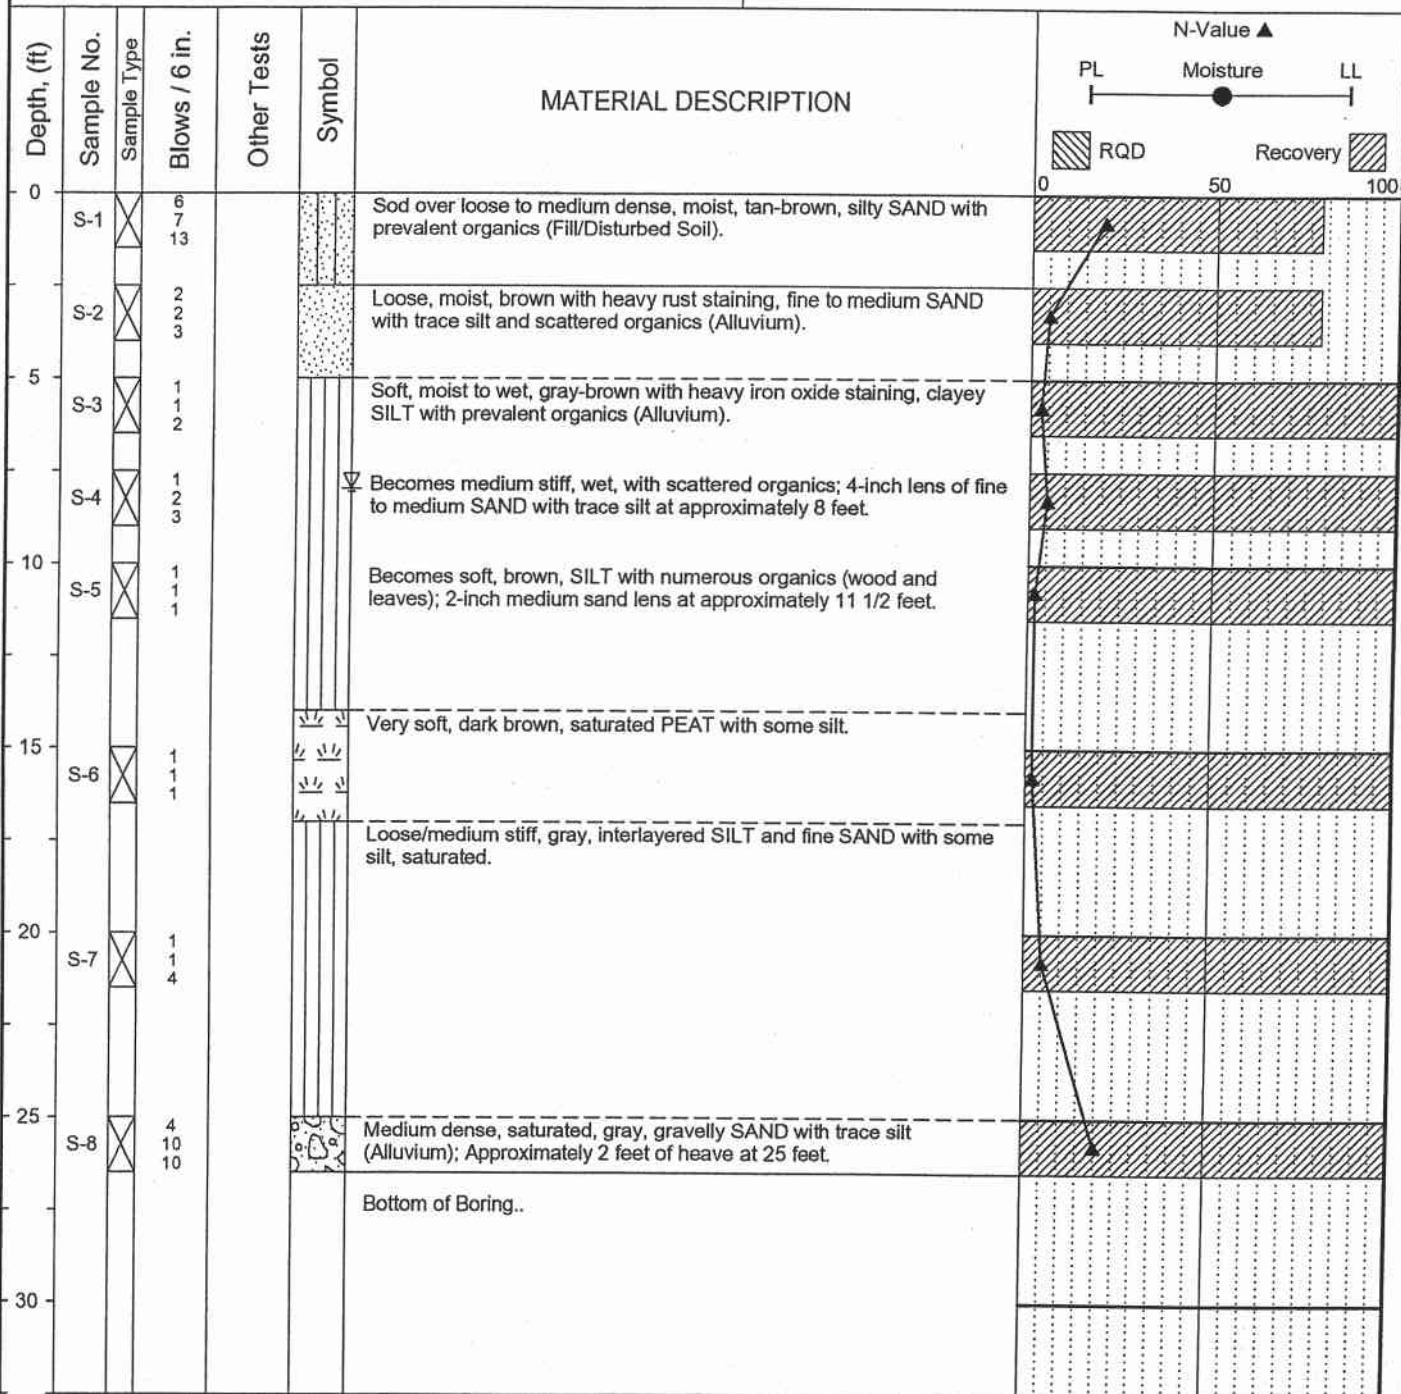 Depth, (ft)
Sample No.
Sample Type
Blows / 6 in.
Other Tests
Symbol
MATERIAL DESCRIPTION
N-Value ▲
PL Moisture LL
RQD Recovery
0 50 100
0
S-1
6
7
13
Sod over loose to medium dense, moist, tan-brown, silty SAND with
prevalent organics (Fill/Disturbed Soil).
S-2
2
2
3
Loose, moist, brown with heavy rust staining, fine to medium SAND
with trace silt and scattered organics (Alluvium).
5
S-3
1
1
2
Soft, moist to wet, gray-brown with heavy iron oxide staining, clayey
SILT with prevalent organics (Alluvium).
S-4
1
2
3
Becomes medium stiff, wet, with scattered organics; 4-inch lens of fine
to medium SAND with trace silt at approximately 8 feet.
10
S-5
1
1
1
Becomes soft, brown, SILT with numerous organics (wood and
leaves); 2-inch medium sand lens at approximately 11 1/2 feet.
Very soft, dark brown, saturated PEAT with some silt.
15
S-6
1
1
1
Loose/medium stiff, gray, interlayered SILT and fine SAND with some
silt, saturated.
20
S-7
1
1
4
25
S-8
4
10
10
Medium dense, saturated, gray, gravelly SAND with trace silt
(Alluvium); Approximately 2 feet of heave at 25 feet.
Bottom of Boring..
30